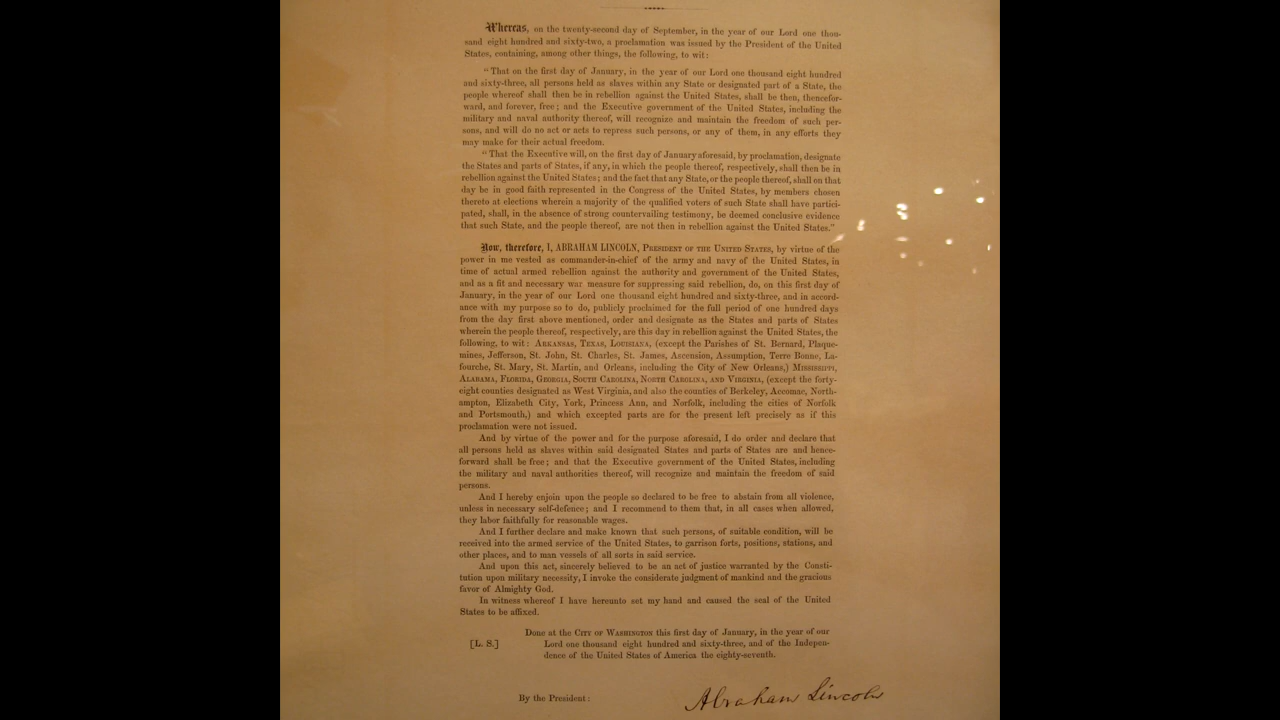 Whereas, on the twenty-second day of September, in the year of our Lord one thou-
sand eight hundred and sixty-two, a proclamation was issued by the President of the United
States, containing, among other things, the following, to wit:
"That on the first day of January, in the year of our Lord one thousand eight hundred
and sixty-three, all persons held as slaves within any State or designated part of a State, the
people whereof shall then be in rebellion against the United States, shall be then, thencefor-
ward, and forever, free; and the Executive government of the United States, including the
military and naval authority thereof, will recognize and maintain the freedom of such per-
sons, and will do no act or acts to repress such persons, or any of them, in any efforts they
may make for their actual freedom.
"That the Executive will, on the first day of January aforesaid, by proclamation, designate
the States and parts of States, if any, in which the people thereof, respectively, shall then be in
rebellion against the United States; and the fact that any State, or the people thereof, shall on that
day be in good faith represented in the Congress of the United States, by members chosen
thereto at elections wherein a majority of the qualified voters of such State shall have partici-
pated, shall, in the absence of strong countervailing testimony, be deemed conclusive evidence
that such State, and the people thereof, are not then in rebellion against the United States."
Now, therefore, I, ABRAHAM LINCOLN, PRESIDENT OF THE UNITED STATES, by virtue of the
power in me vested as commander-in-chief of the army and navy of the United States, in
time of actual armed rebellion against the authority and government of the United States,
and as a fit and necessary war measure for suppressing said rebellion, do, on this first day of
January, in the year of our Lord one thousand eight hundred and sixty-three, and in accord-
ance with my purpose so to do, publicly proclaimed for the full period of one hundred days
from the day first above mentioned, order and designate as the States and parts of States
wherein the people thereof, respectively, are this day in rebellion against the United States, the
following, to wit: ARKANSAS, TEXAS, LOUISIANA, (except the Parishes of St. Bernard, Plaque-
mines, Jefferson, St. John, St. Charles, St. James, Ascension, Assumption, Terre Bonne, La-
fourche, St. Mary, St. Martin, and Orleans, including the City of New Orleans,) MISSISSIPPI,
ALABAMA, FLORIDA, GEORGIA, SOUTH CAROLINA, NORTH CAROLINA, AND VIRGINIA, (except the forty-
eight counties designated as West Virginia, and also the counties of Berkeley, Accomac, North-
ampton, Elizabeth City, York, Princess Ann, and Norfolk, including the cities of Norfolk
and Portsmouth,) and which excepted parts are for the present left precisely as if this
proclamation were not issued.
And by virtue of the power and for the purpose aforesaid, I do order and declare that
all persons held as slaves within said designated States and parts of States are and hence-
forward shall be free; and that the Executive government of the United States, including
the military and naval authorities thereof, will recognize and maintain the freedom of said
persons.
And I hereby enjoin upon the people so declared to be free to abstain from all violence,
unless in necessary self-defence; and I recommend to them that, in all cases when allowed,
they labor faithfully for reasonable wages.
And I further declare and make known that such persons, of suitable condition, will be
received into the armed service of the United States, to garrison forts, positions, stations, and
other places, and to man vessels of all sorts in said service.
And upon this act, sincerely believed to be an act of justice warranted by the Consti-
tution upon military necessity, I invoke the considerate judgment of mankind and the gracious
favor of Almighty God.
In witness whereof I have hereunto set my hand and caused the seal of the United
States to be affixed.
Done at the CITY OF WASHINGTON this first day of January, in the year of our
[L. S.] Lord one thousand eight hundred and sixty-three, and of the Indepen-
dence of the United States of America the eighty-seventh.
By the President: Abraham Lincoln